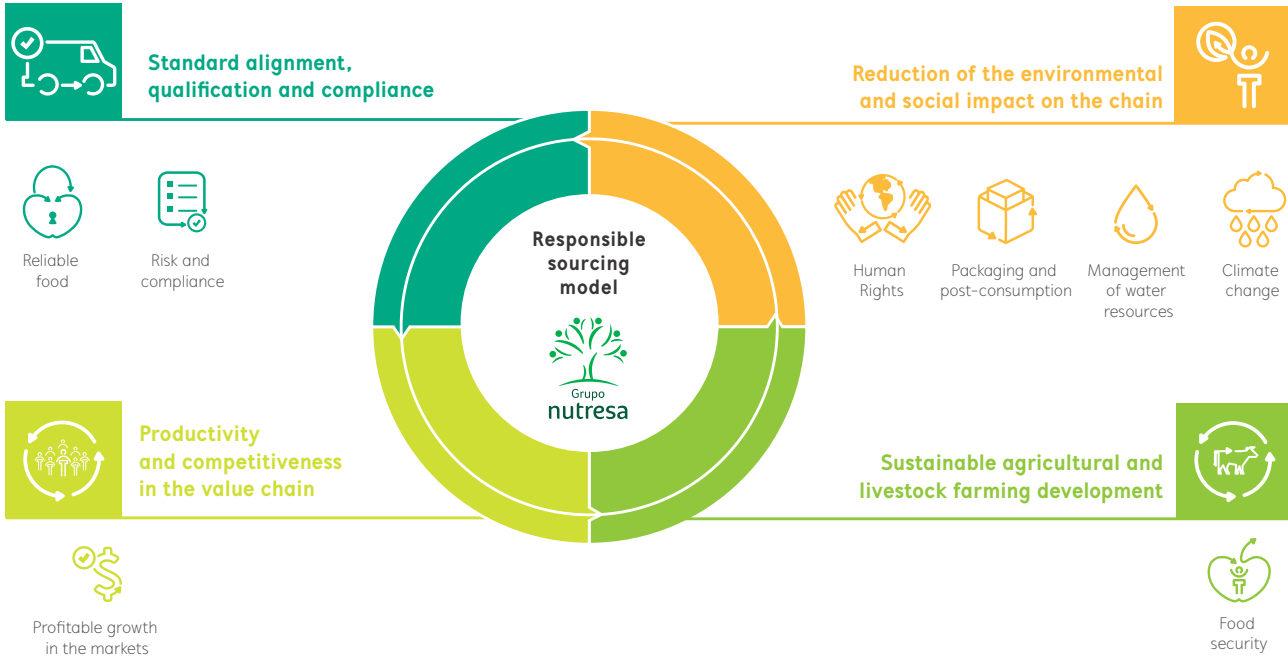 Standard alignment,
qualification and compliance
Reliable
food
Risk and
compliance
Reduction of the environmental
and social impact on the chain
Human
Rights
Packaging and
post-consumption
Management
of water
resources
Climate
change
Responsible
sourcing
model
Grupo
nutresa
Productivity
and competitiveness
in the value chain
Profitable growth
in the markets
Sustainable agricultural and
livestock farming development
Food
security